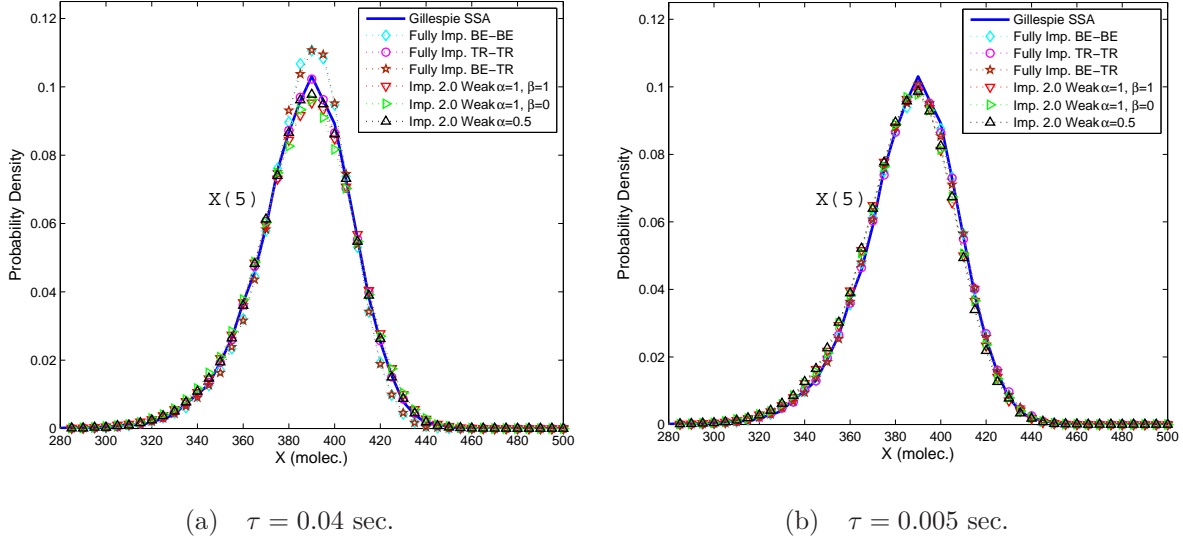 0.12
0.1
0.08
0.06
0.04
0.02
0
Probability Density
280 300 320 340 360 380 400 420 440 460 480 500
X (molec.)
X(5)
Gillespie SSA
Fully Imp. BE−BE
Fully Imp. TR−TR
Fully Imp. BE−TR
Imp. 2.0 Weakα=1, β=1
Imp. 2.0 Weakα=1, β=0
Imp. 2.0 Weakα=0.5
(a) τ = 0.04 sec.
0.12
0.1
0.08
0.06
0.04
0.02
0
Probability Density
280 300 320 340 360 380 400 420 440 460 480 500
X (molec.)
X(5)
Gillespie SSA
Fully Imp. BE−BE
Fully Imp. TR−TR
Fully Imp. BE−TR
Imp. 2.0 Weakα=1, β=1
Imp. 2.0 Weakα=1, β=0
Imp. 2.0 Weakα=0.5
(b) τ = 0.005 sec.